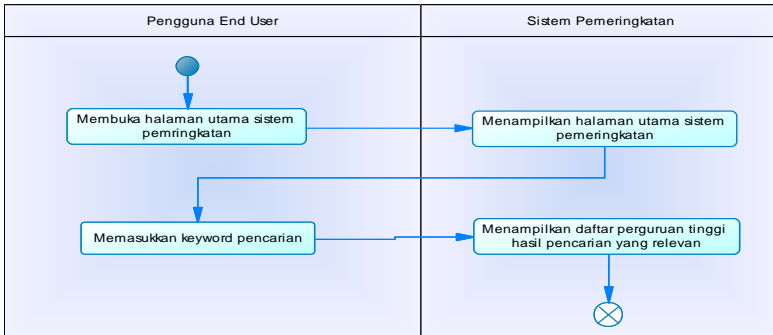 Pengguna End User
Sistem Pemeringkatan
Membuka halaman utama sistem
pemringkatan
Menampilkan halaman utama sistem
pemeringkatan
Memasukkan keyword pencarian
Menampilkan daftar perguruan tinggi
hasil pencarian yang relevan